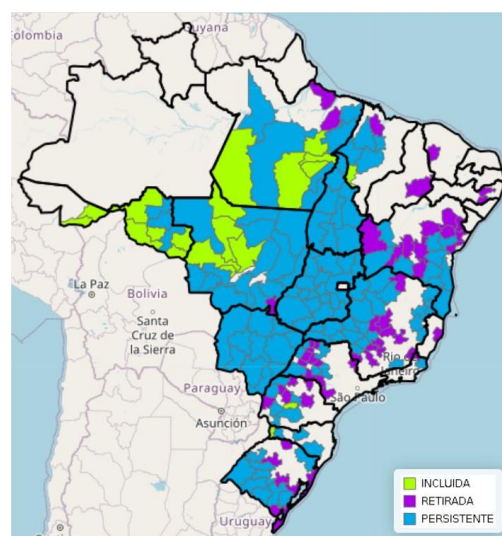 Colombia
Guyana
La Paz
Bolivia
Santa
Cruz de
la Sierra
Rio de
Janeiro
São Paulo
Paraguay
Asunción
Uruguay
INCLUIDA
RETIRADA
PERSISTENTE